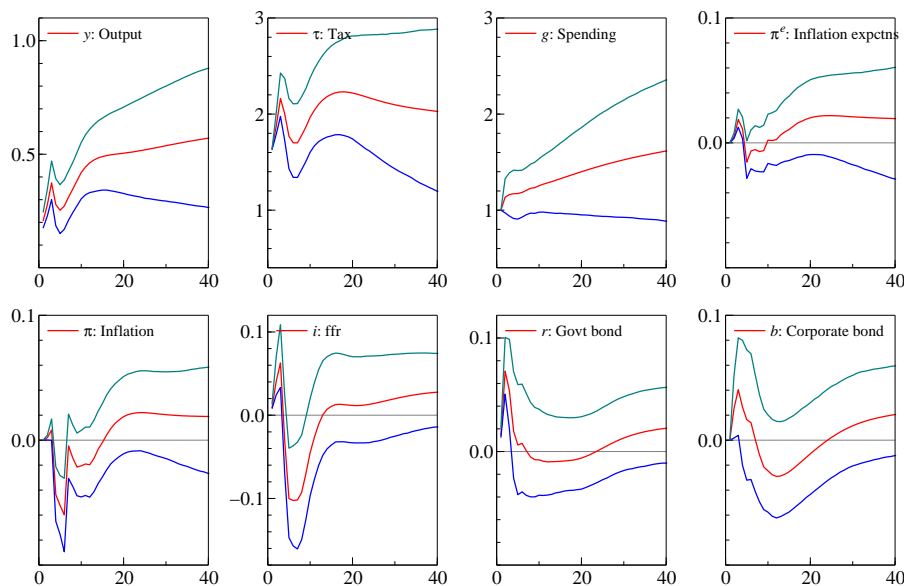 y: Output
1.0
0.5
0 20 40
τ: Tax
3
2
1
0 20 40
g: Spending
3
2
1
0 20 40
πᵉ: Inflation expctns
0.1
0.0
0 20 40
π: Inflation
0.1
0.0
0 20 40
i: ffr
0.1
0.0
−0.1
0 20 40
r: Govt bond
0.1
0.0
0 20 40
b: Corporate bond
0.1
0.0
0 20 40